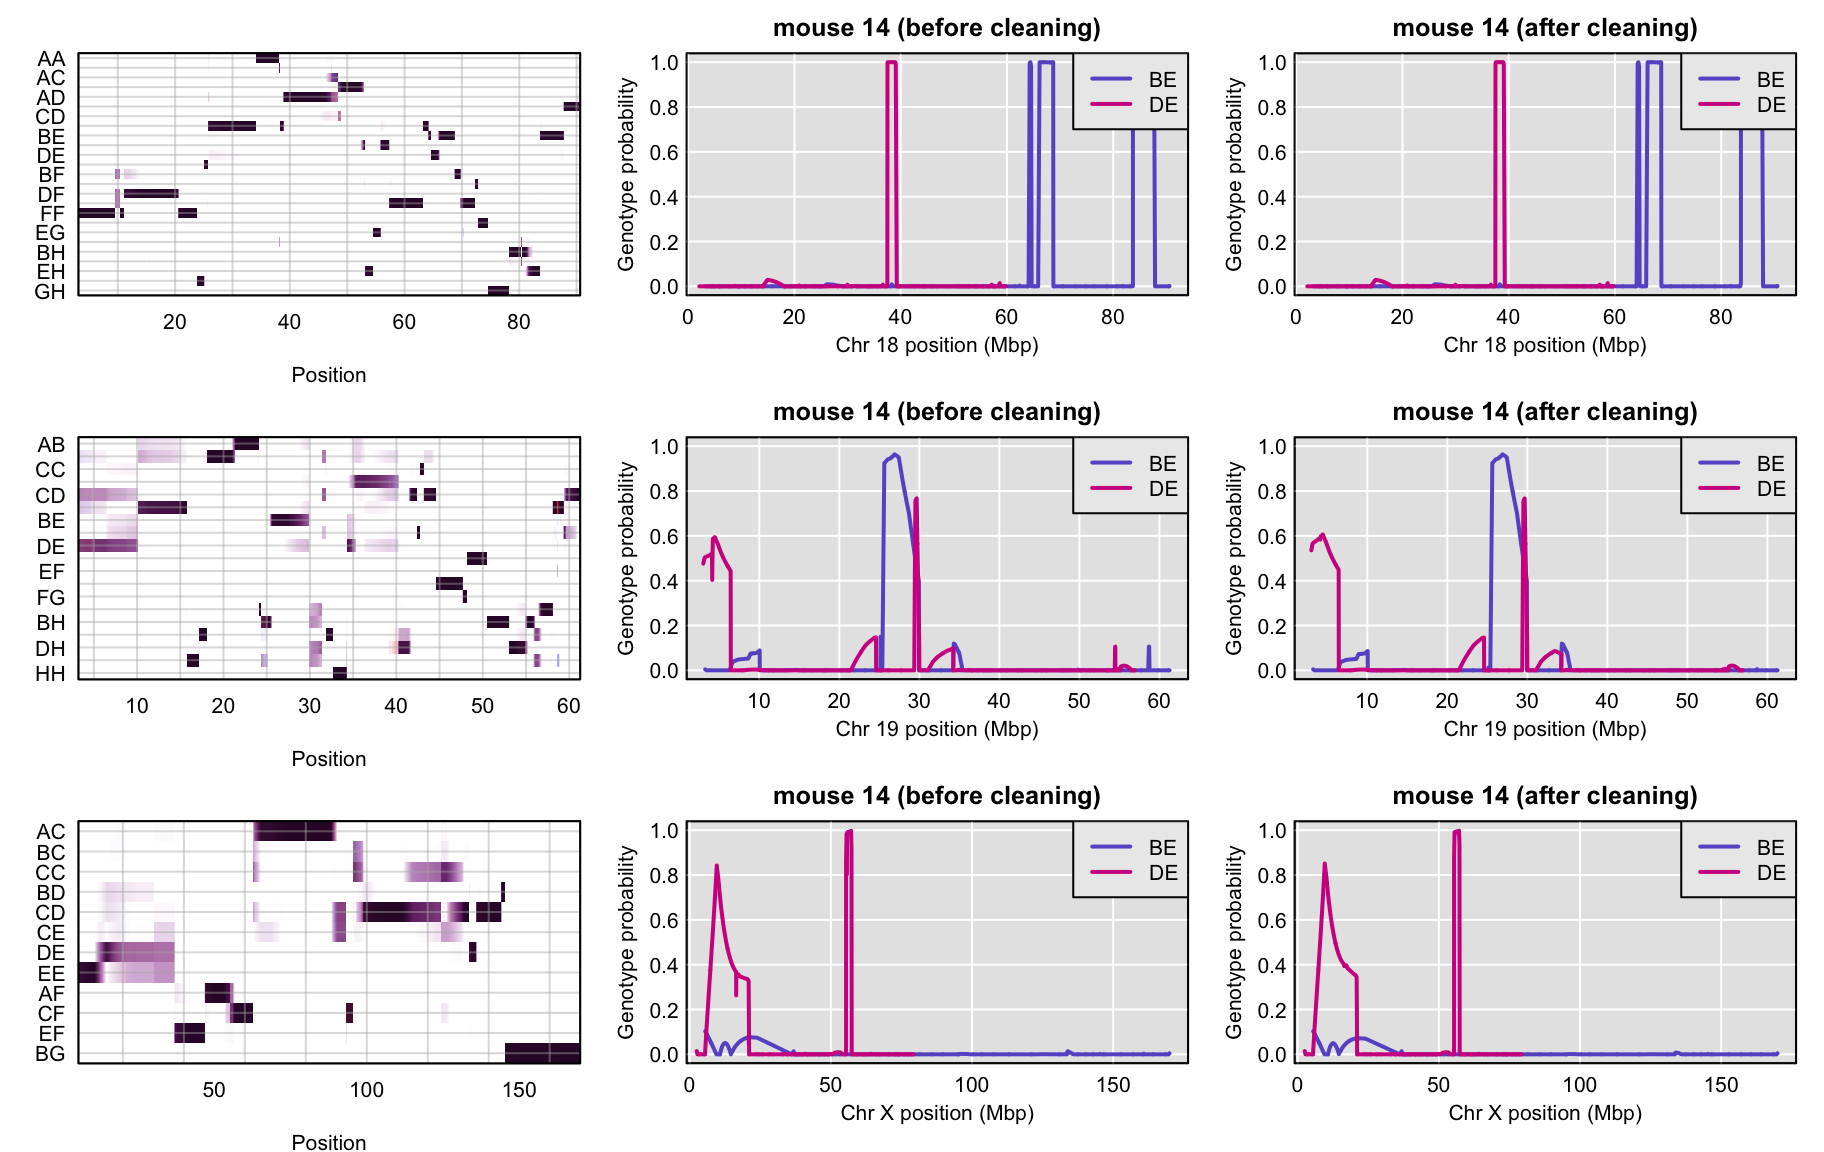 AA
AC
AD
CD
BE
DE
BF
DF
FF
EG
BH
EH
GH
20 40 60 80
Position
mouse 14 (before cleaning)
Genotype probability
1.0
0.8
0.6
0.4
0.2
0.0
BE
DE
0 20 40 60 80
Chr 18 position (Mbp)
mouse 14 (after cleaning)
Genotype probability
1.0
0.8
0.6
0.4
0.2
0.0
BE
DE
0 20 40 60 80
Chr 18 position (Mbp)
AB
CC
CD
BE
DE
EF
FG
BH
DH
HH
10 20 30 40 50 60
Position
mouse 14 (before cleaning)
Genotype probability
1.0
0.8
0.6
0.4
0.2
0.0
BE
DE
10 20 30 40 50 60
Chr 19 position (Mbp)
mouse 14 (after cleaning)
Genotype probability
1.0
0.8
0.6
0.4
0.2
0.0
BE
DE
10 20 30 40 50 60
Chr 19 position (Mbp)
AC
BC
CC
BD
CD
CE
DE
EE
AF
CF
EF
BG
50 100 150
Position
mouse 14 (before cleaning)
Genotype probability
1.0
0.8
0.6
0.4
0.2
0.0
BE
DE
0 50 100 150
Chr X position (Mbp)
mouse 14 (after cleaning)
Genotype probability
1.0
0.8
0.6
0.4
0.2
0.0
BE
DE
0 50 100 150
Chr X position (Mbp)